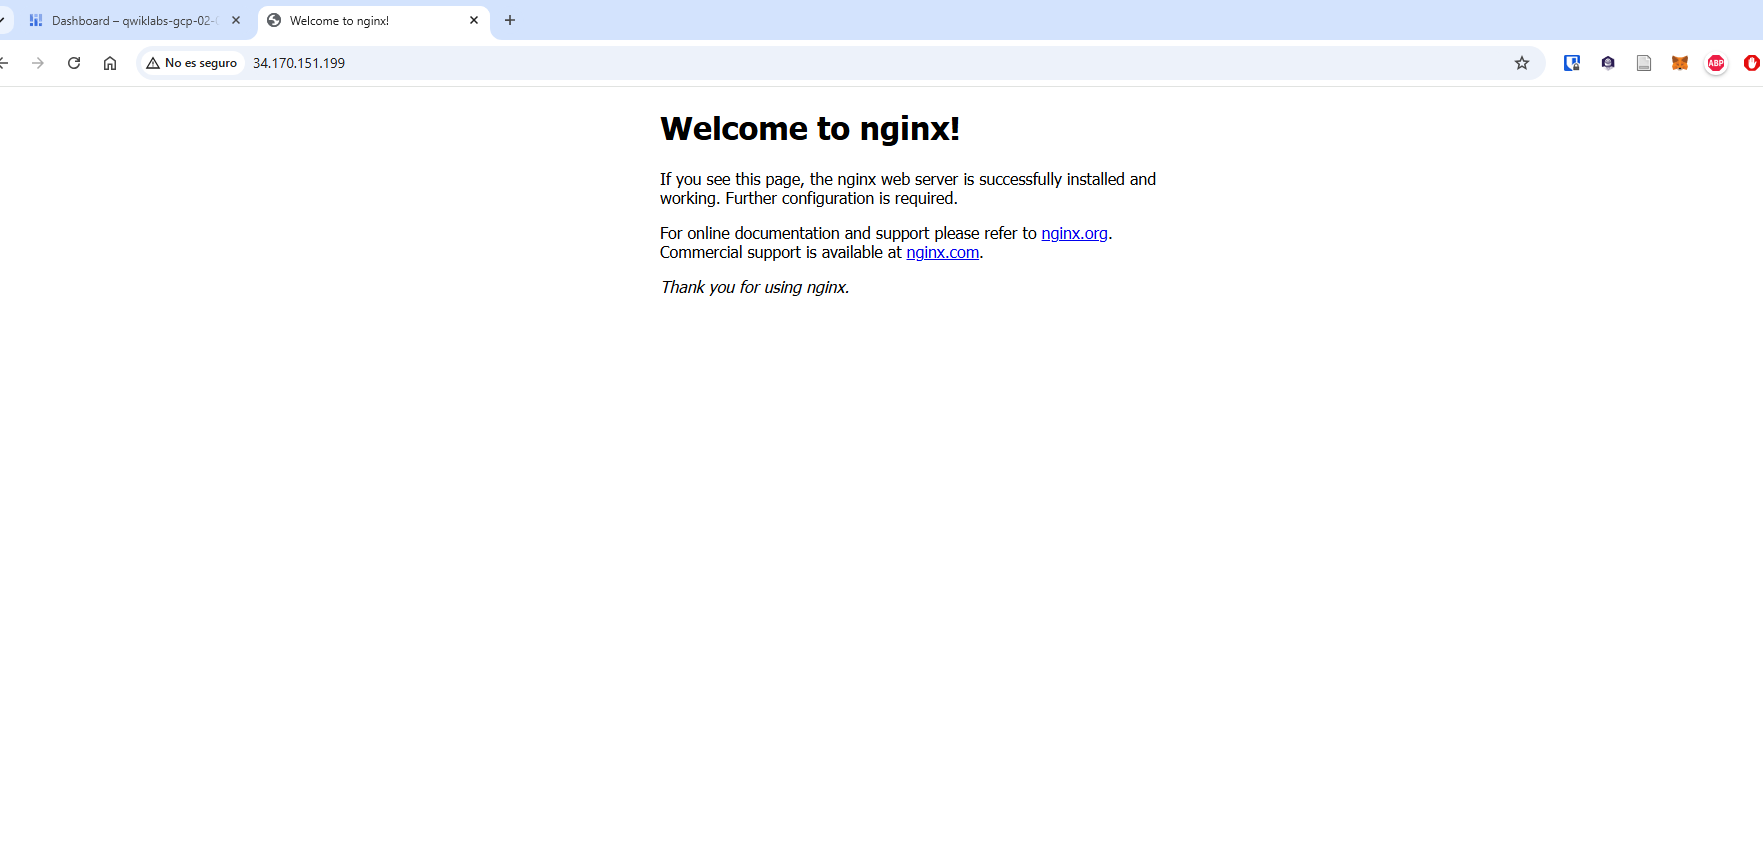 Dashboard – qwiklabs-gcp-02-
Welcome to nginx!
No es seguro
34.170.151.199
ABP
Welcome to nginx!
If you see this page, the nginx web server is successfully installed and
working. Further configuration is required.
For online documentation and support please refer to nginx.org.
Commercial support is available at nginx.com.
Thank you for using nginx.